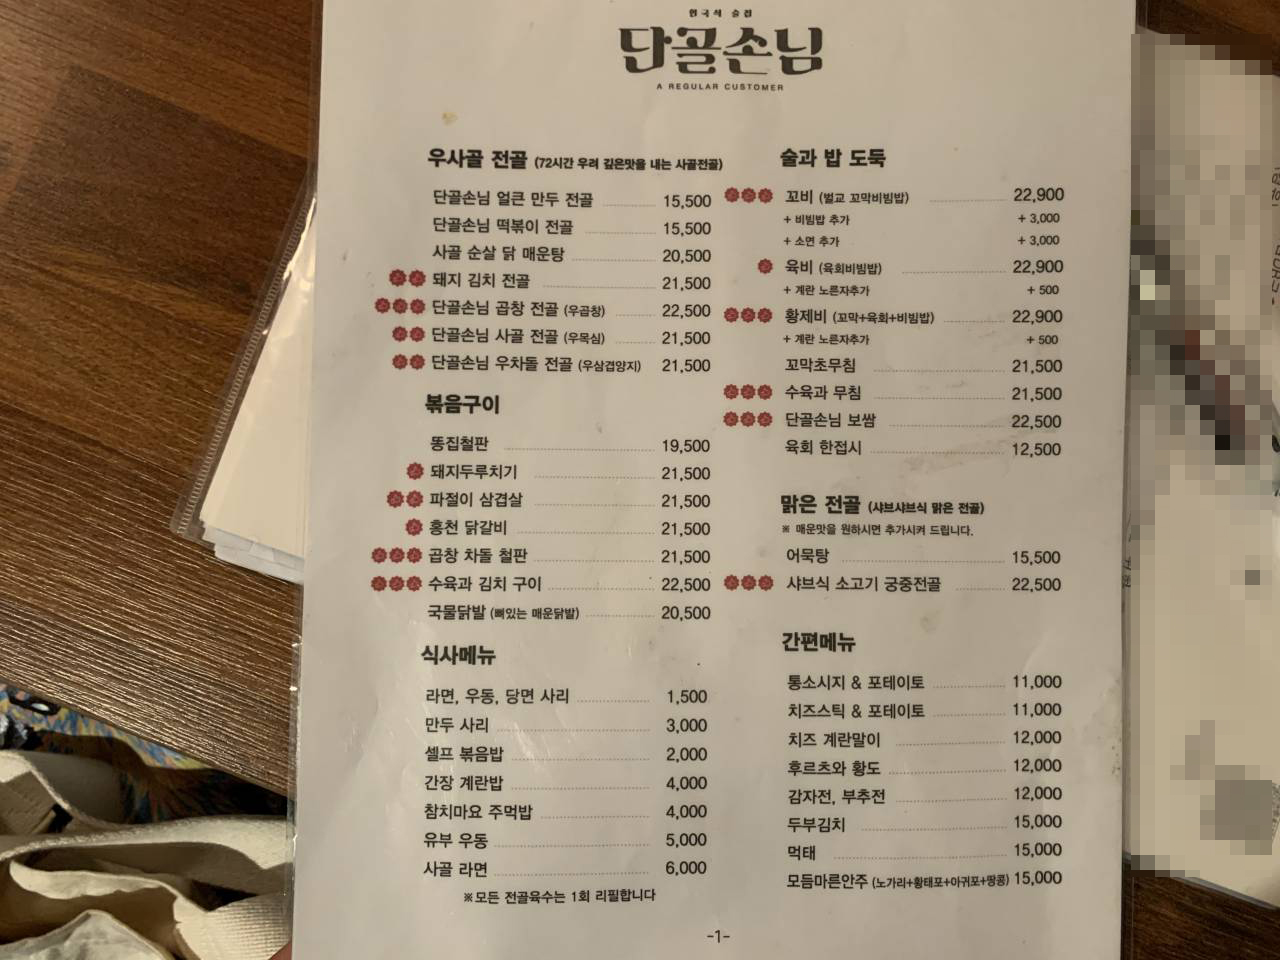 한국식 술집
단골손님
A REGULAR CUSTOMER
우사골 전골 (72시간 우려 깊은맛을 내는 사골전골)
단골손님 얼큰 만두 전골 15,500
단골손님 떡볶이 전골 15,500
사골 순살 닭 매운탕 20,500
돼지 김치 전골 21,500
단골손님 곱창 전골 (우곱창) 22,500
단골손님 사골 전골 (우목심) 21,500
단골손님 우차돌 전골 (우삼겹양지) 21,500
볶음구이
똥집철판 19,500
돼지두루치기 21,500
파절이 삼겹살 21,500
홍천 닭갈비 21,500
곱창 차돌 철판 21,500
수육과 김치 구이 22,500
국물닭발 (뼈있는 매운닭발) 20,500
식사메뉴
라면, 우동, 당면 사리 1,500
만두 사리 3,000
셀프 볶음밥 2,000
간장 계란밥 4,000
참치마요 주먹밥 4,000
유부 우동 5,000
사골 라면 6,000
※모든 전골육수는 1회 리필합니다
술과 밥 도둑
꼬비 (벌교 꼬막비빔밥) 22,900
+ 비빔밥 추가 + 3,000
+ 소면 추가 + 3,000
육비 (육회비빔밥) 22,900
+ 계란 노른자추가 + 500
황제비 (꼬막+육회+비빔밥) 22,900
+ 계란 노른자추가 + 500
꼬막초무침 21,500
수육과 무침 21,500
단골손님 보쌈 22,500
육회 한접시 12,500
맑은 전골 (샤브샤브식 맑은 전골)
※ 매운맛을 원하시면 추가시켜 드립니다.
어묵탕 15,500
샤브식 소고기 궁중전골 22,500
간편메뉴
통소시지 & 포테이토 11,000
치즈스틱 & 포테이토 11,000
치즈 계란말이 12,000
후르츠와 황도 12,000
감자전, 부추전 12,000
두부김치 15,000
먹태 15,000
모듬마른안주 (노가리+황태포+아귀포+땅콩) 15,000
-1-